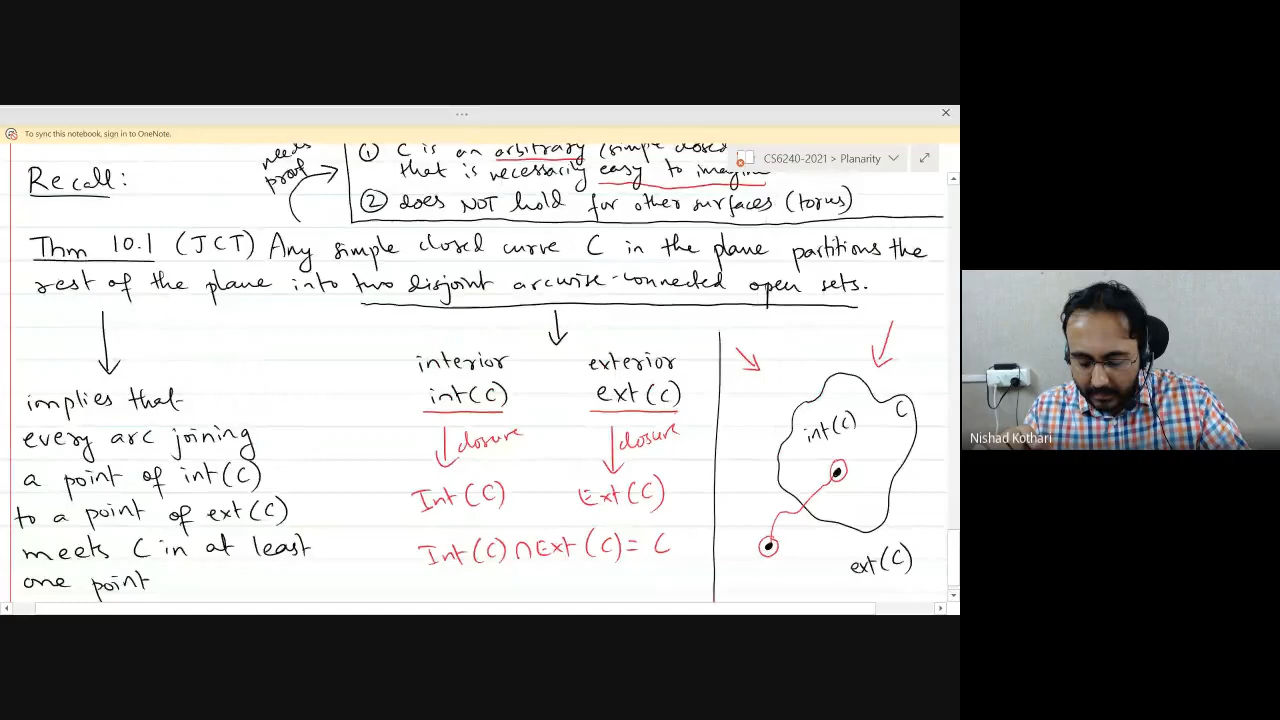 To sync this notebook, sign in to OneNote.
CS6240-2021 > Planarity
needs
proof
① C is an arbitrary (simple closed
that is necessarily easy to imagine
② does NOT hold for other surfaces (torus)
Recall:
Thm 10.1 (JCT) Any simple closed curve C in the plane partitions the
rest of the plane into two disjoint arcwise-connected open sets.
implies that
every arc joining
a point of int(C)
to a point of ext(C)
meets C in at least
one point
interior exterior
int(C) ext(C)
closure closure
Int(C) Ext(C)
Int(C) ∩ Ext(C) = C
C
int(C)
ext(C)
Nishad Kothari